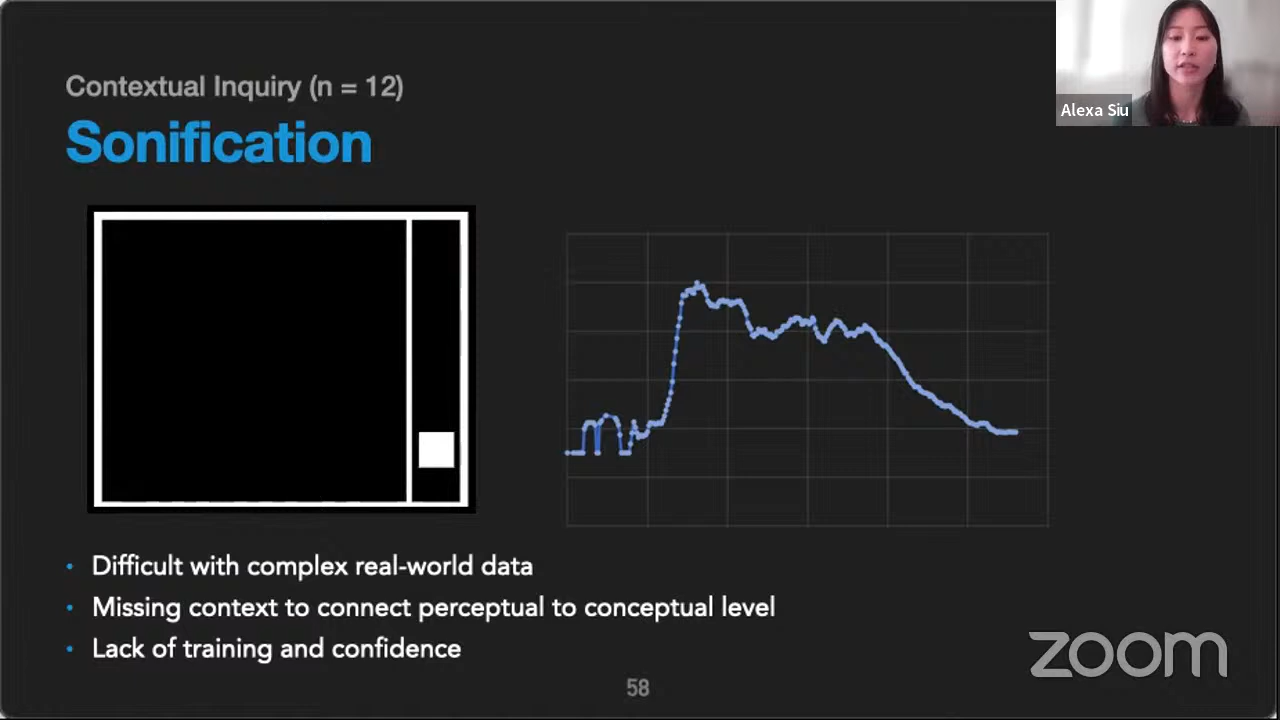 Contextual Inquiry (n = 12)
Sonification
Alexa Siu
• Difficult with complex real-world data
• Missing context to connect perceptual to conceptual level
• Lack of training and confidence
58
zoom